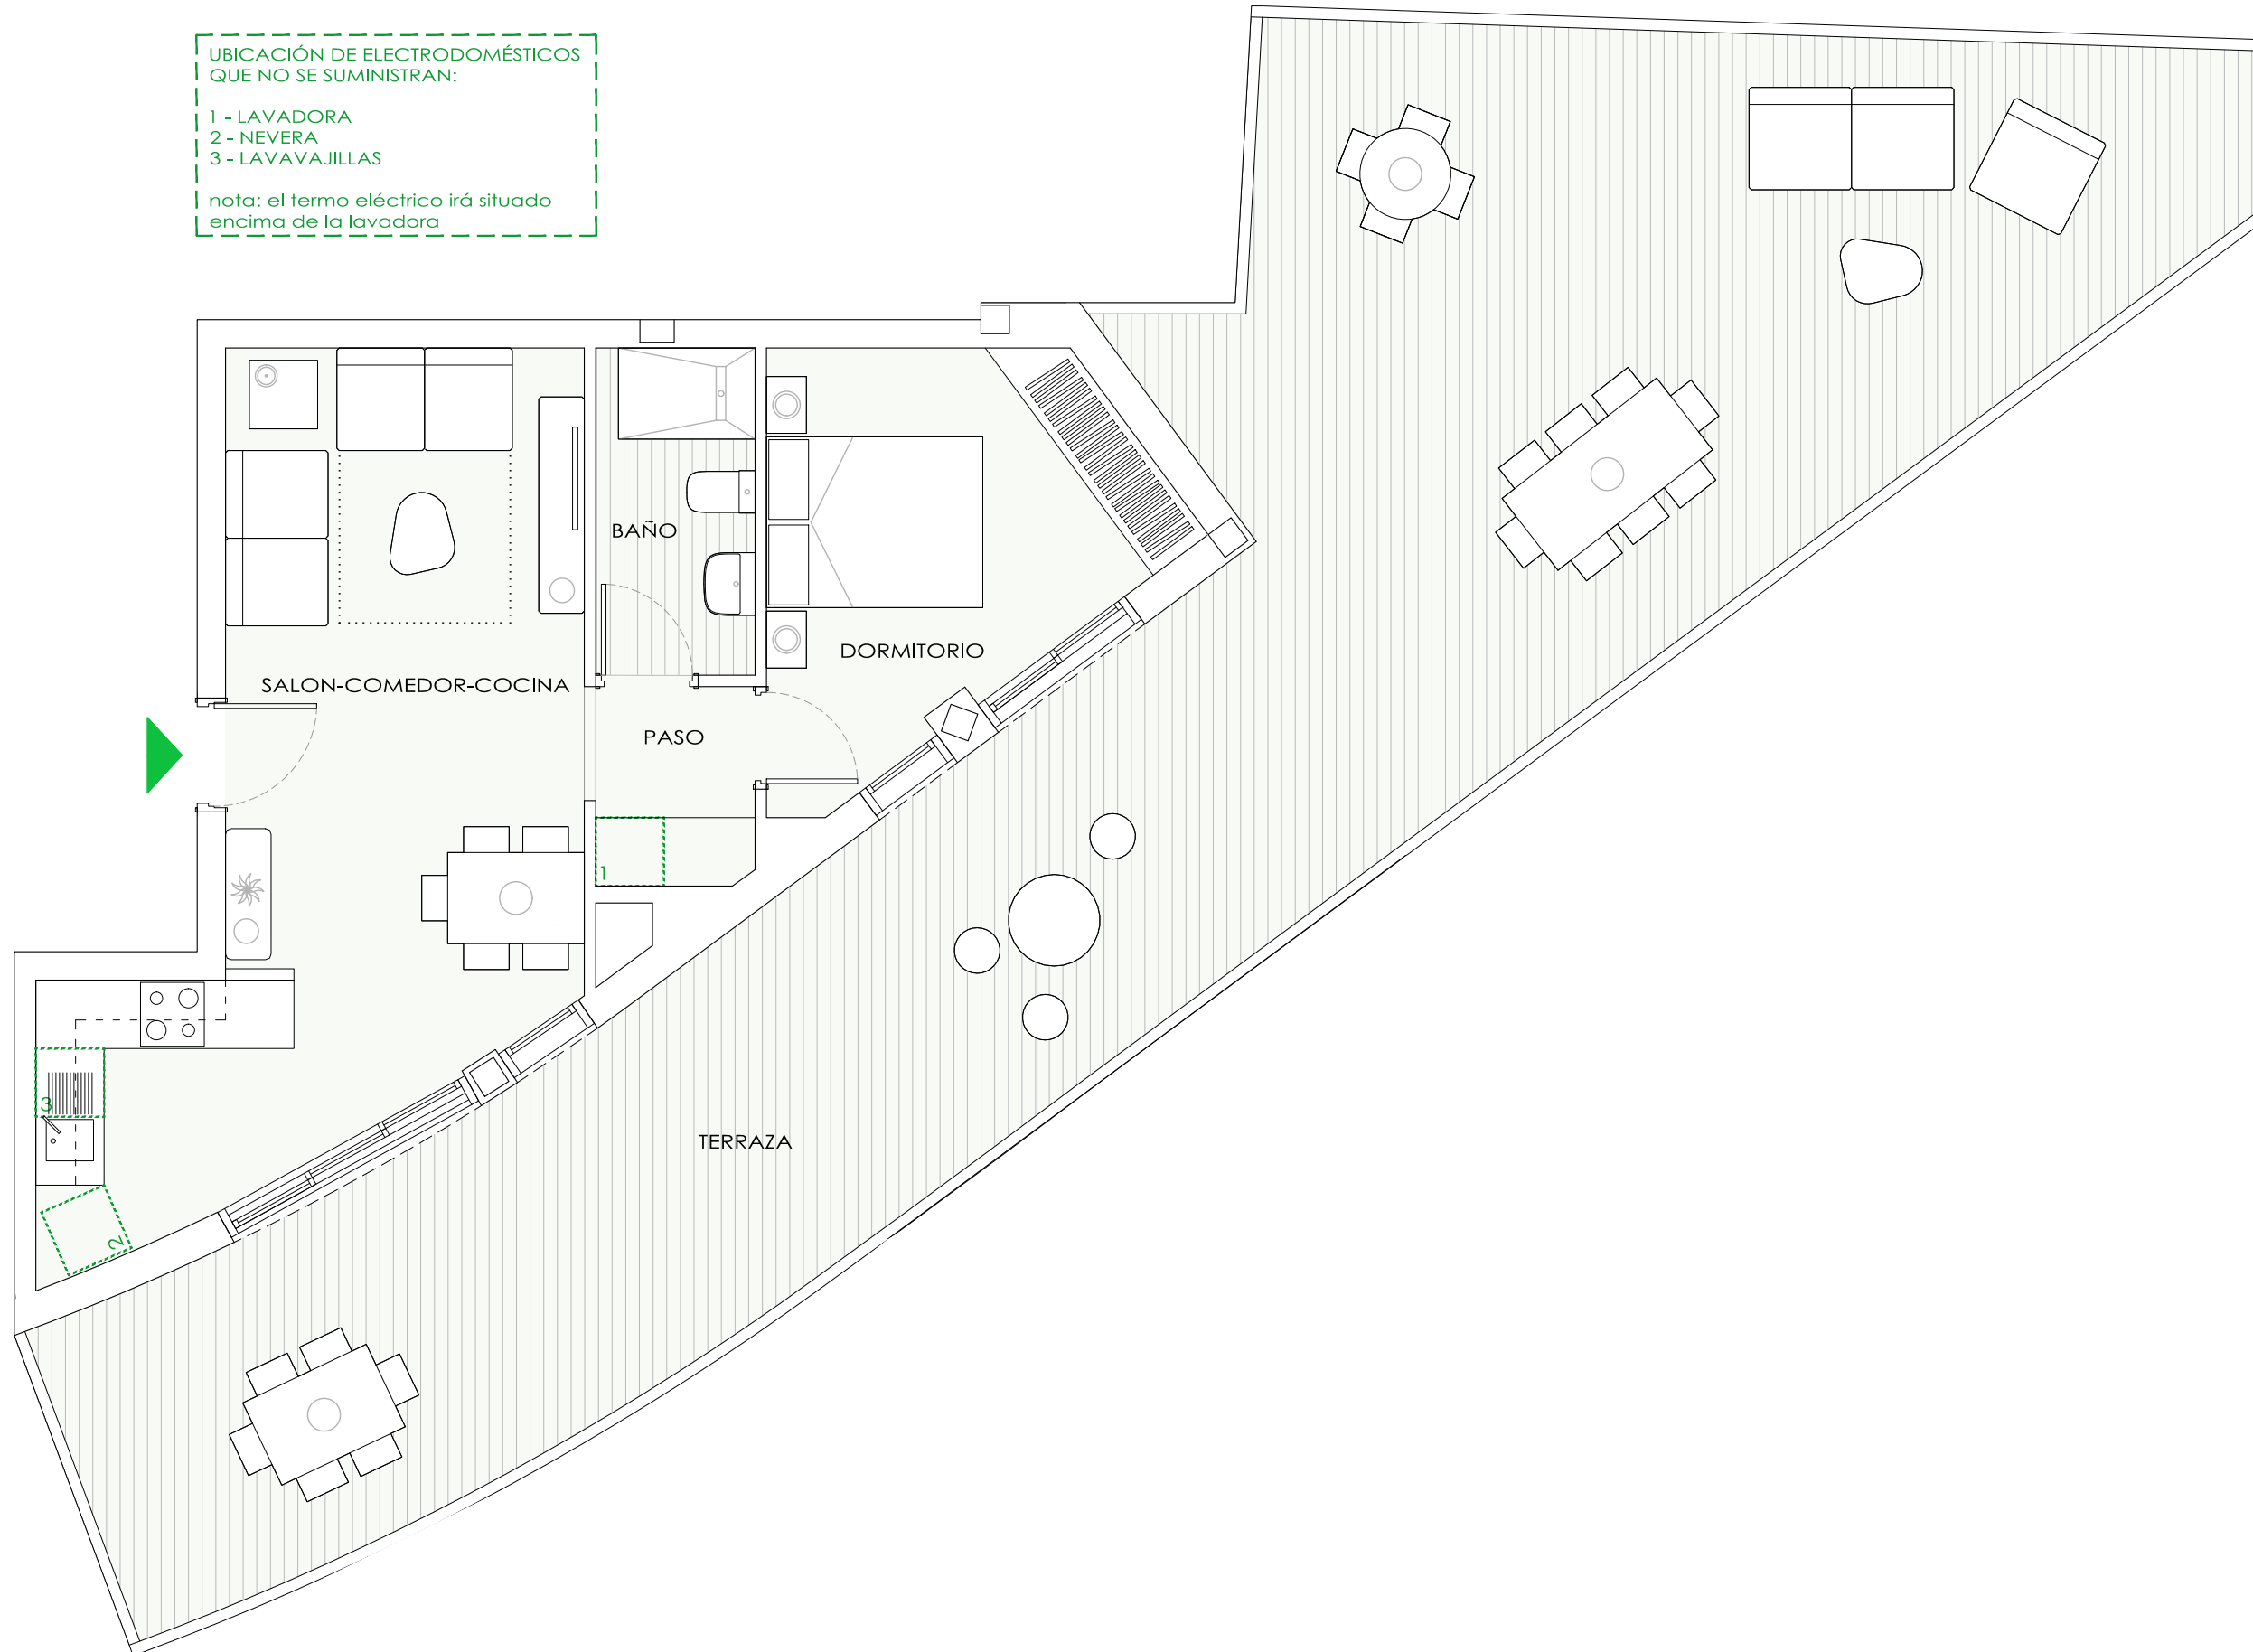 UBICACIÓN DE ELECTRODOMÉSTICOS
QUE NO SE SUMINISTRAN:
1 - LAVADORA
2 - NEVERA
3 - LAVAVAJILLAS
nota: el termo eléctrico irá situado
encima de la lavadora
BAÑO
DORMITORIO
SALON-COMEDOR-COCINA
PASO
1
3
TERRAZA
2